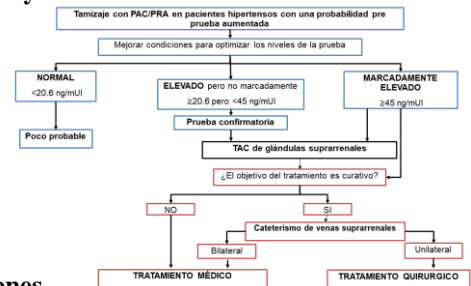 Tamizaje con PAC/PRA en pacientes hipertensos con una probabilidad pre
prueba aumentada
Mejorar condiciones para optimizar los niveles de la prueba
NORMAL
<20.6 ng/mUI
ELEVADO pero no marcadamente
≥20.6 pero <45 ng/mUI
MARCADAMENTE
ELEVADO
≥45 ng/mUI
Poco probable
Prueba confirmatoria
TAC de glándulas suprarrenales
¿El objetivo del tratamiento es curativo?
NO
SI
Cateterismo de venas suprarrenales
Bilateral
Unilateral
TRATAMIENTO MÉDICO
TRATAMIENTO QUIRURGICO